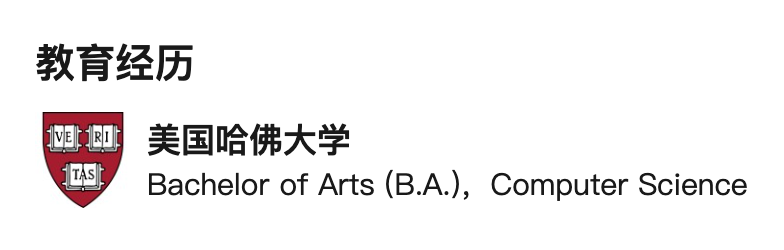 教育经历
VE RI
TAS
美国哈佛大学
Bachelor of Arts (B.A.)，Computer Science